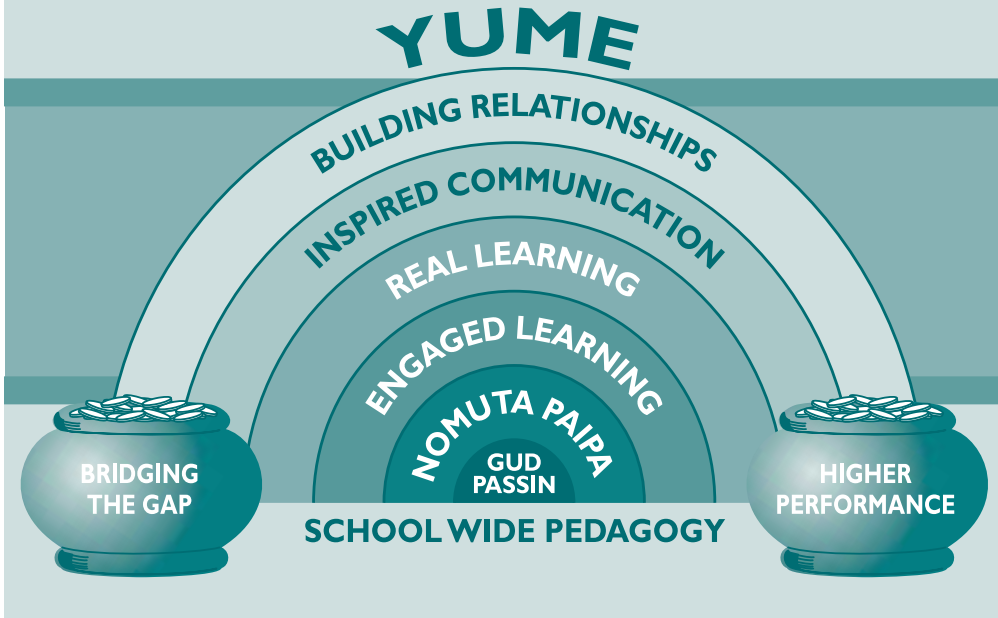 YUME
BUILDING RELATIONSHIPS
INSPIRED COMMUNICATION
REAL LEARNING
ENGAGED LEARNING
NOMUTA PAIPA
GUD
PASSIN
BRIDGING
THE GAP
HIGHER
PERFORMANCE
SCHOOL WIDE PEDAGOGY